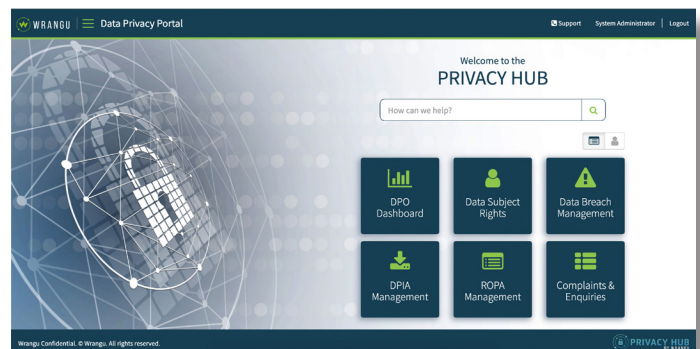 WRANGU Data Privacy Portal Support System Administrator Logout
Welcome to the
PRIVACY HUB
How can we help?
DPO
Dashboard
Data Subject
Rights
Data Breach
Management
DPIA
Management
ROPA
Management
Complaints &
Enquiries
Wrangu Confidential. © Wrangu. All rights reserved.
PRIVACY HUB
BY WRANGU